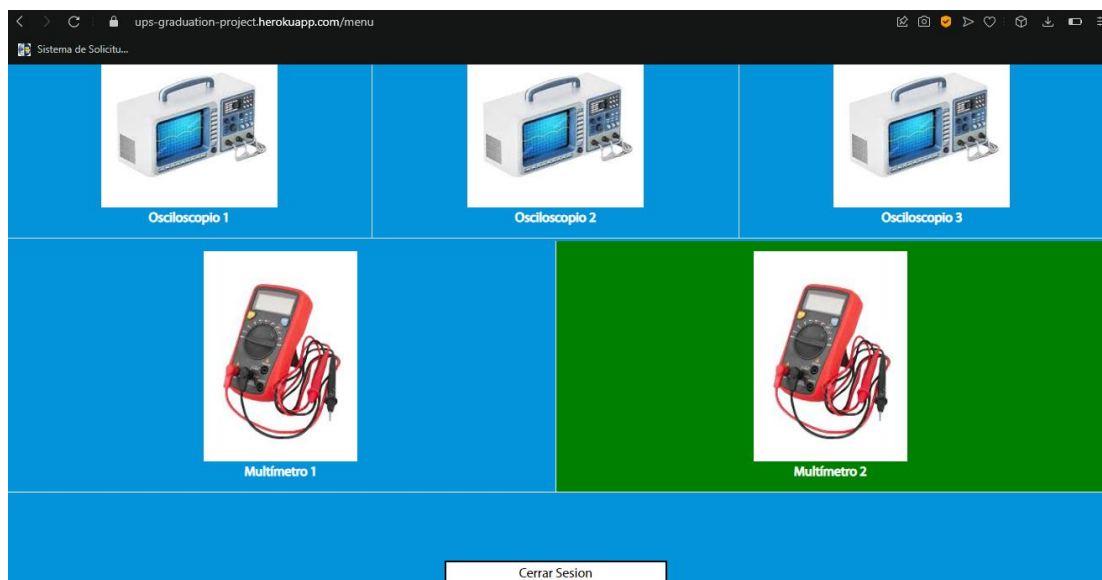 ups-graduation-project.herokuapp.com/menu
Sistema de Solicitu...
Osciloscopio 1
Osciloscopio 2
Osciloscopio 3
Multímetro 1
Multímetro 2
Cerrar Sesion